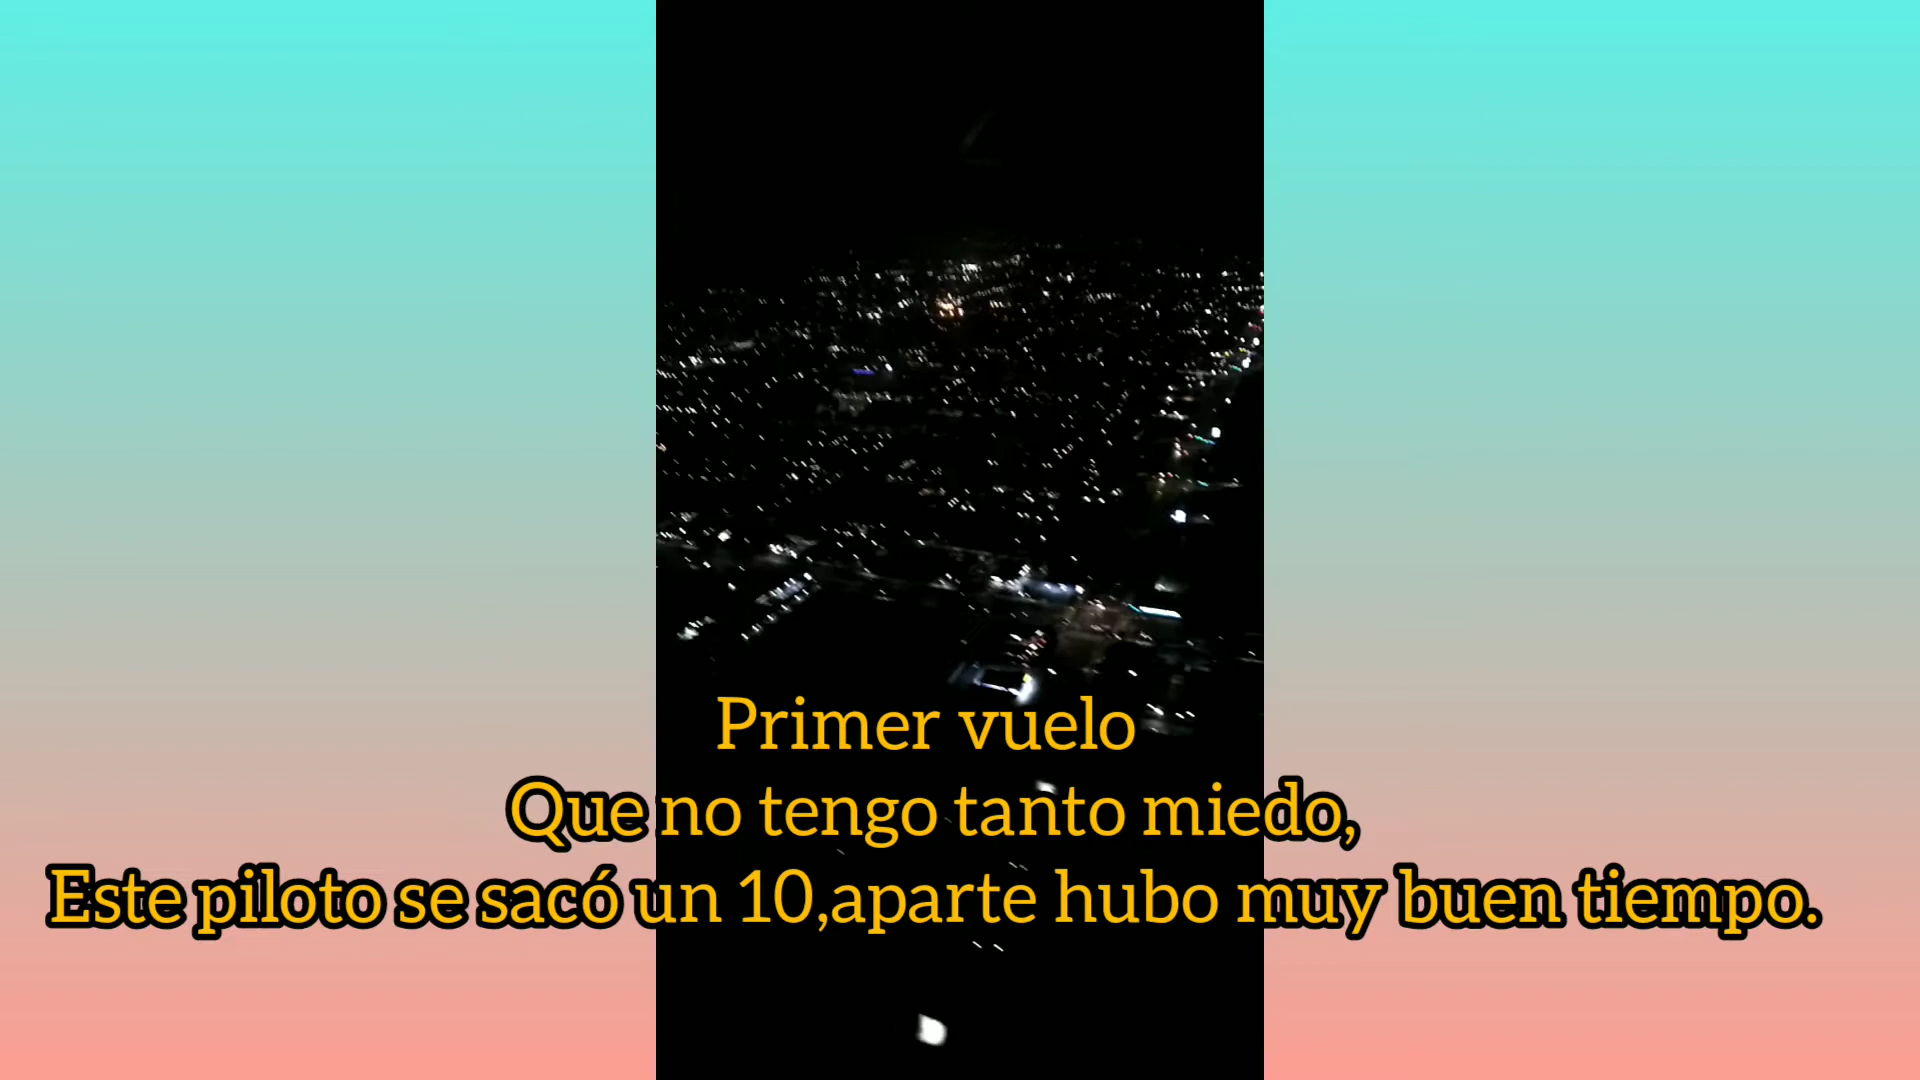 Primer vuelo
Que no tengo tanto miedo,
Este piloto se sacó un 10,aparte hubo muy buen tiempo.